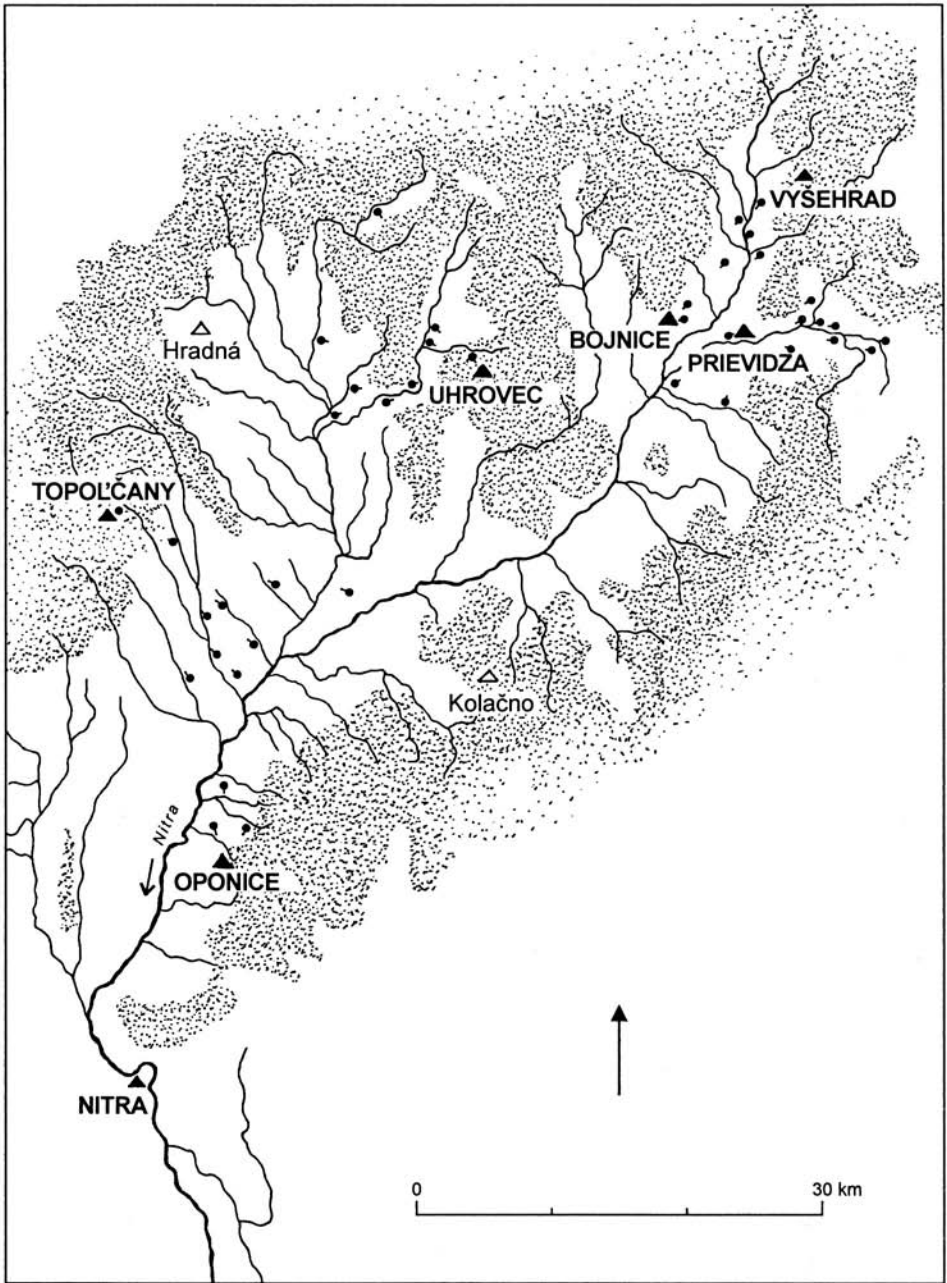 VYŠEHRAD
BOJNICE
PRIEVIDZA
Hradná
UHROVEC
TOPOĽČANY
Kolačno
Nitra
OPONICE
NITRA
0 30 km